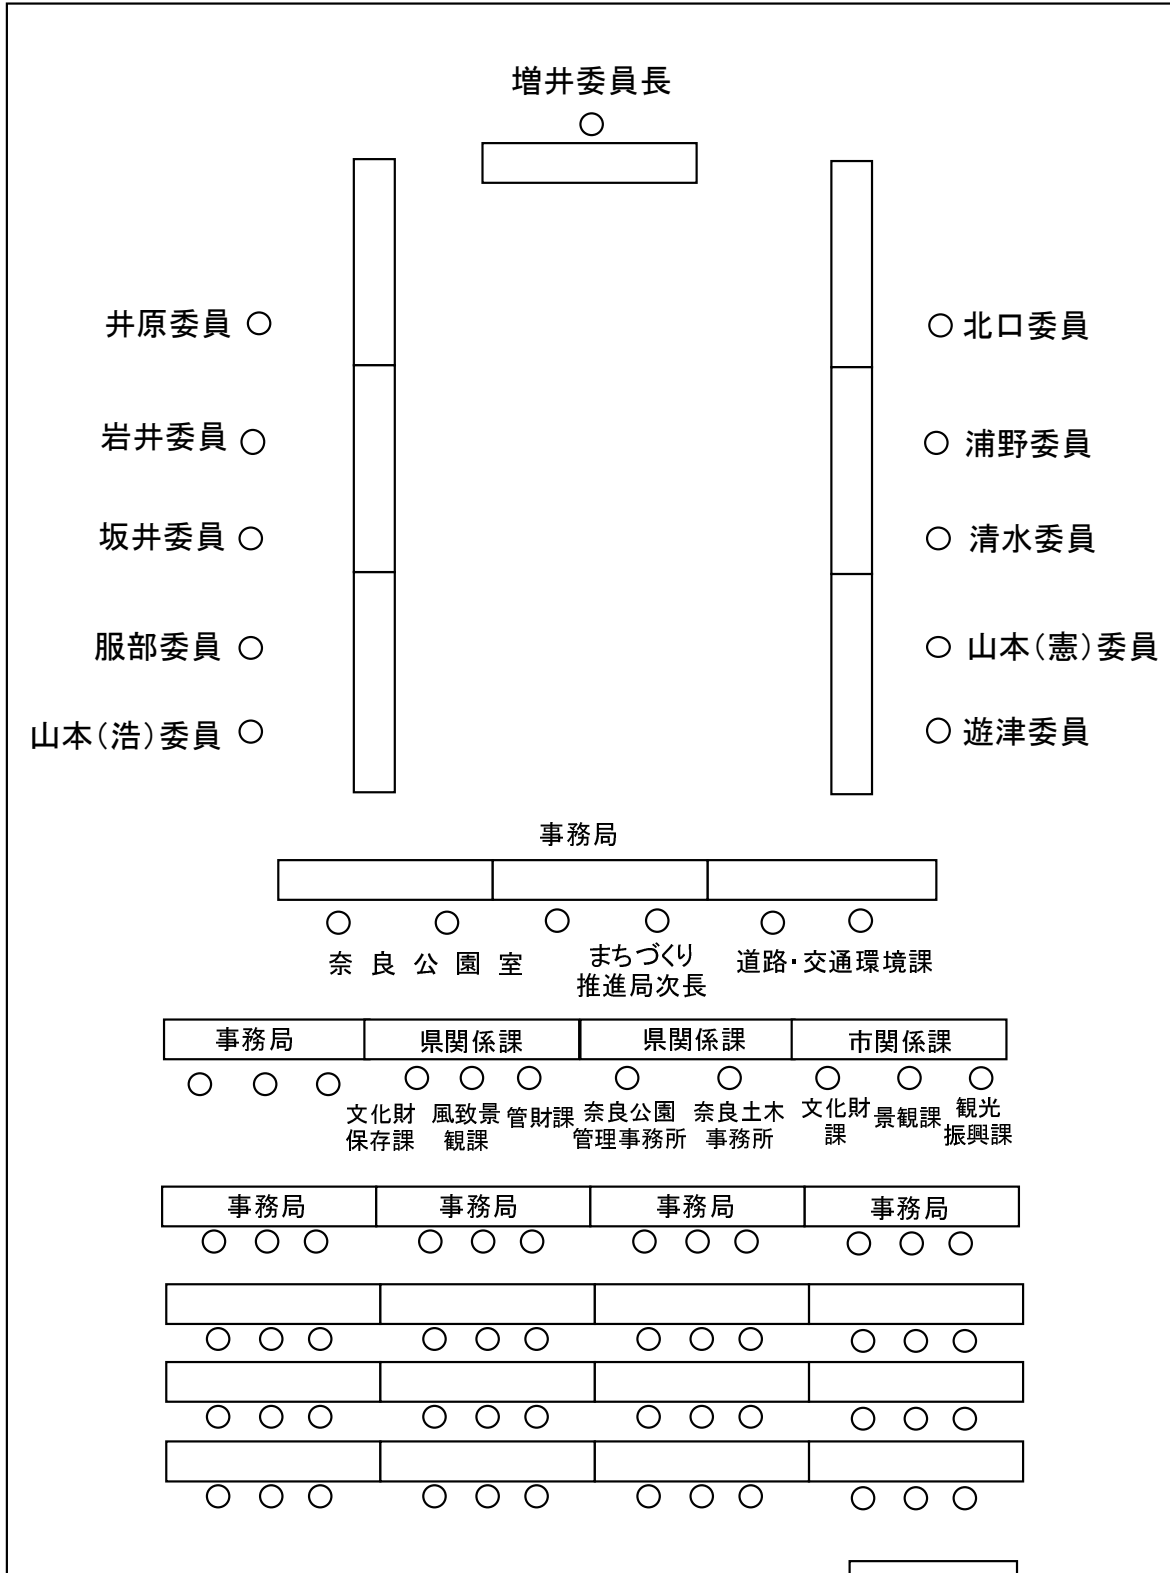 増井委員長
井原委員
北口委員
岩井委員
浦野委員
坂井委員
清水委員
服部委員
山本（憲）委員
山本（浩）委員
遊津委員
事務局
奈良公園室
まちづくり
推進局次長
道路・交通環境課
事務局
県関係課
県関係課
市関係課
文化財
保存課
風致景
観課
管財課
奈良公園
管理事務所
奈良土木
事務所
文化財
課
景観課
観光
振興課
事務局
事務局
事務局
事務局